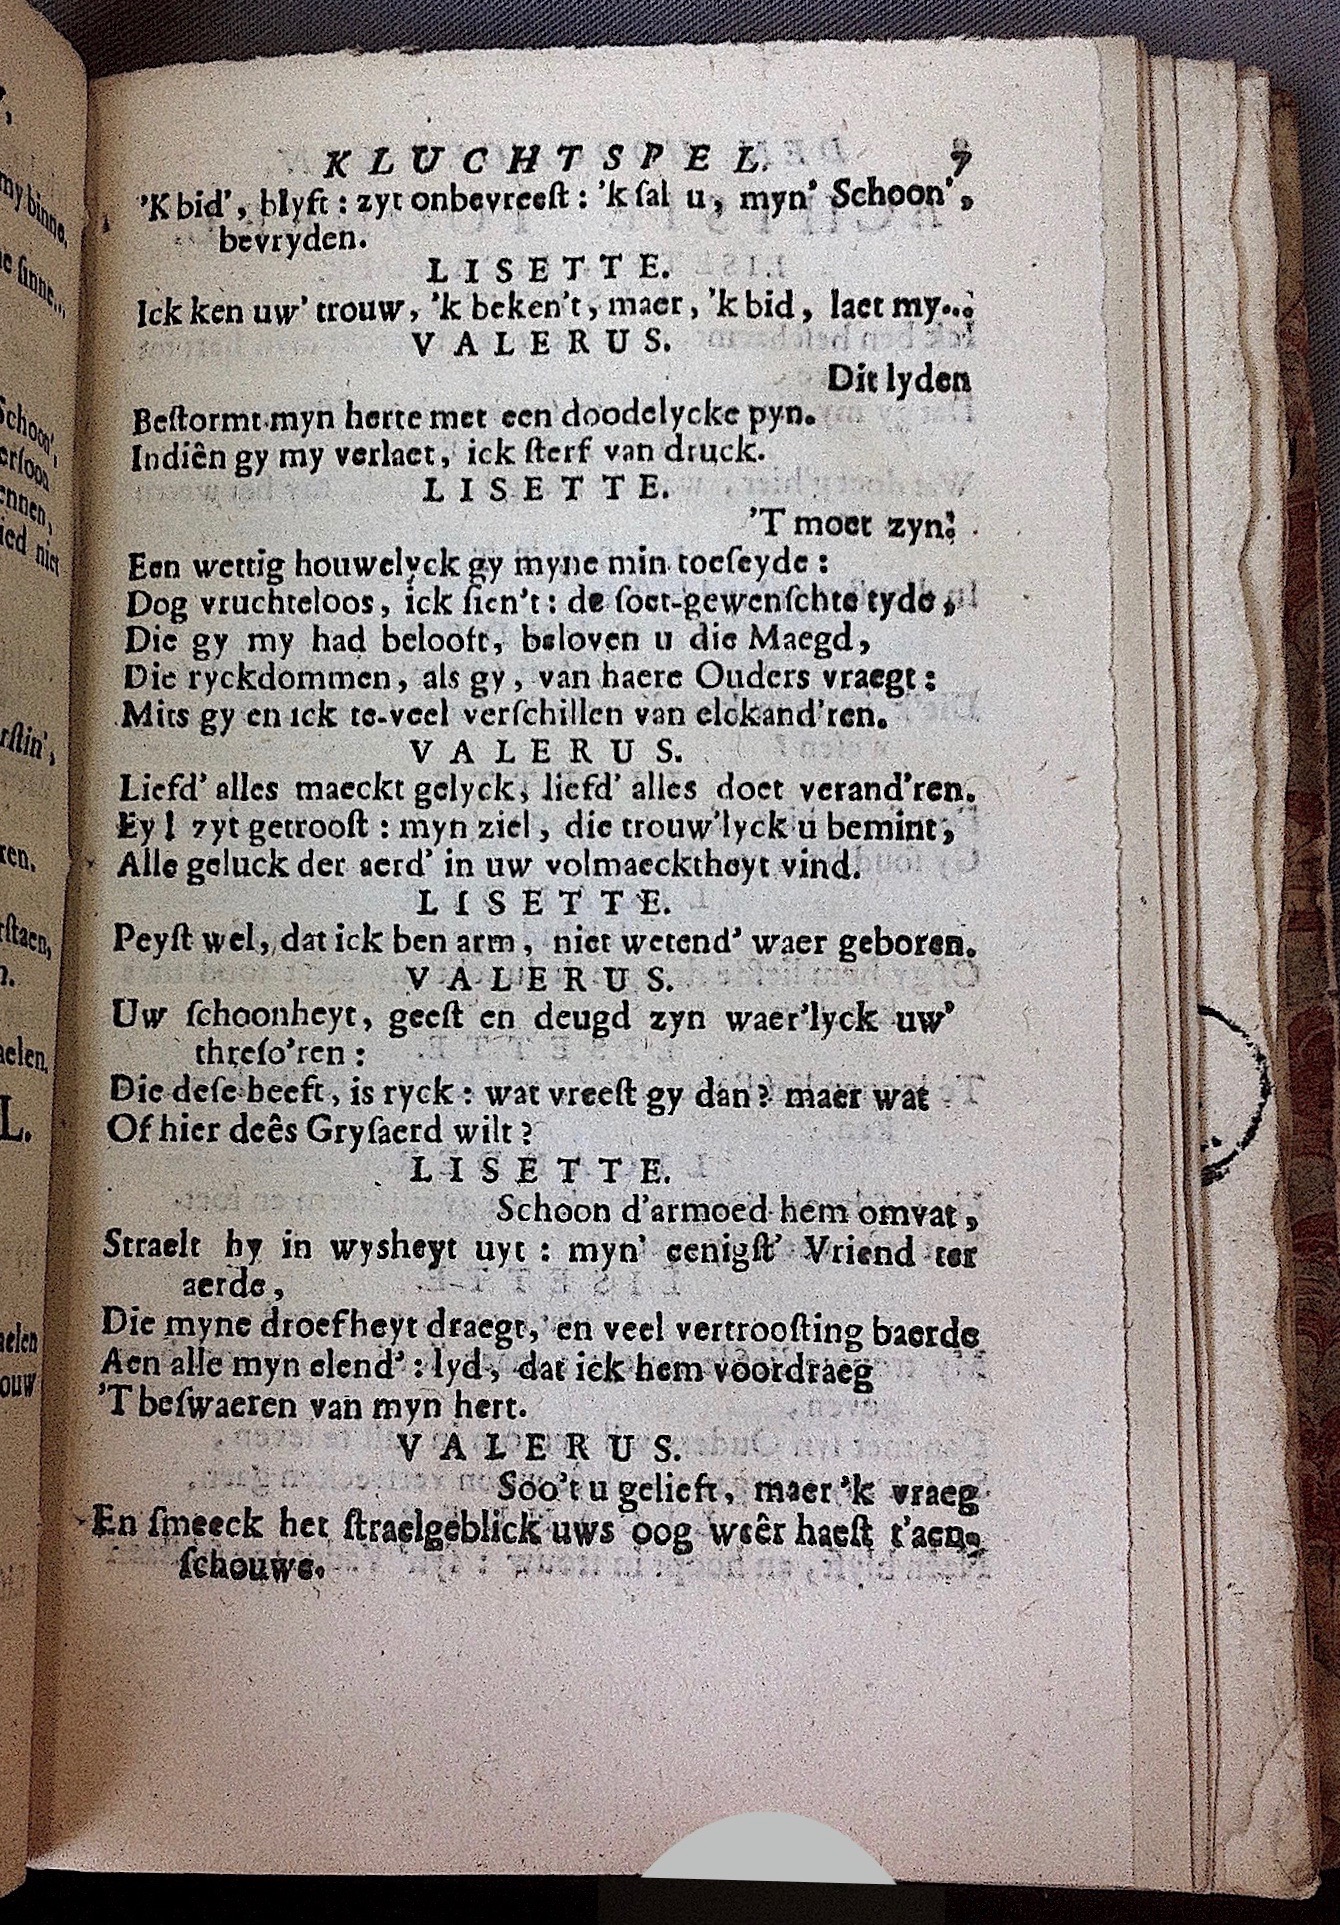 KLUCHTSPEL. 7
'K bid', blyft : zyt onbevreeſt : 'k ſal u, myn' Schoon',
bevryden.
LISETTE.
Ick ken uw' trouw, 'k beken't, maer, 'k bid, laet my...
VALERUS.
Dit lyden
Beſtormt myn herte met een doodelycke pyn.
Indiên gy my verlaet, ick ſterf van druck.
LISETTE.
'T moet zyn!
Een wettig houwelyck gy myne min toeſeyde :
Dog vruchteloos, ick ſien't : de ſoet-gewenſchte tyde,
Die gy my had belooft, beloven u die Maegd,
Die ryckdommen, als gy, van haere Ouders vraegt :
Mits gy en ick te-veel verſchillen van elckand'ren.
VALERUS.
Liefd' alles maeckt gelyck, liefd' alles doet verand'ren.
Ey ! zyt getrooſt : myn ziel, die trouw'lyck u bemint,
Alle geluck der aerd' in uw volmaecktheyt vind.
LISETTE.
Peyſt wel, dat ick ben arm, niet wetend' waer geboren.
VALERUS.
Uw ſchoonheyt, geeſt en deugd zyn waer'lyck uw'
threſo'ren :
Die deſe heeft, is ryck : wat vreeſt gy dan ? maer wat
Of hier deês Gryſaerd wilt ?
LISETTE.
Schoon d'armoed hem omvat,
Straelt hy in wysheyt uyt : myn' eenigſt' Vriend ter
aerde,
Die myne droefheyt draegt, en veel vertrooſting baerde
Aen alle myn elend' : lyd, dat ick hem voordraeg
'T beſwaeren van myn hert.
VALERUS.
Soo't u gelieft, maer 'k vraeg
En ſmeeck het ſtraelgeblick uws oog weêr haeſt t'aen-
ſchouwe.